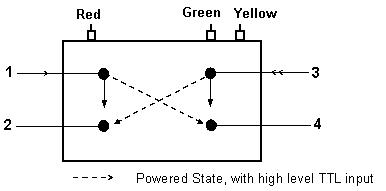 Red
Green
Yellow
1
3
2
4
Powered State, with high level TTL input